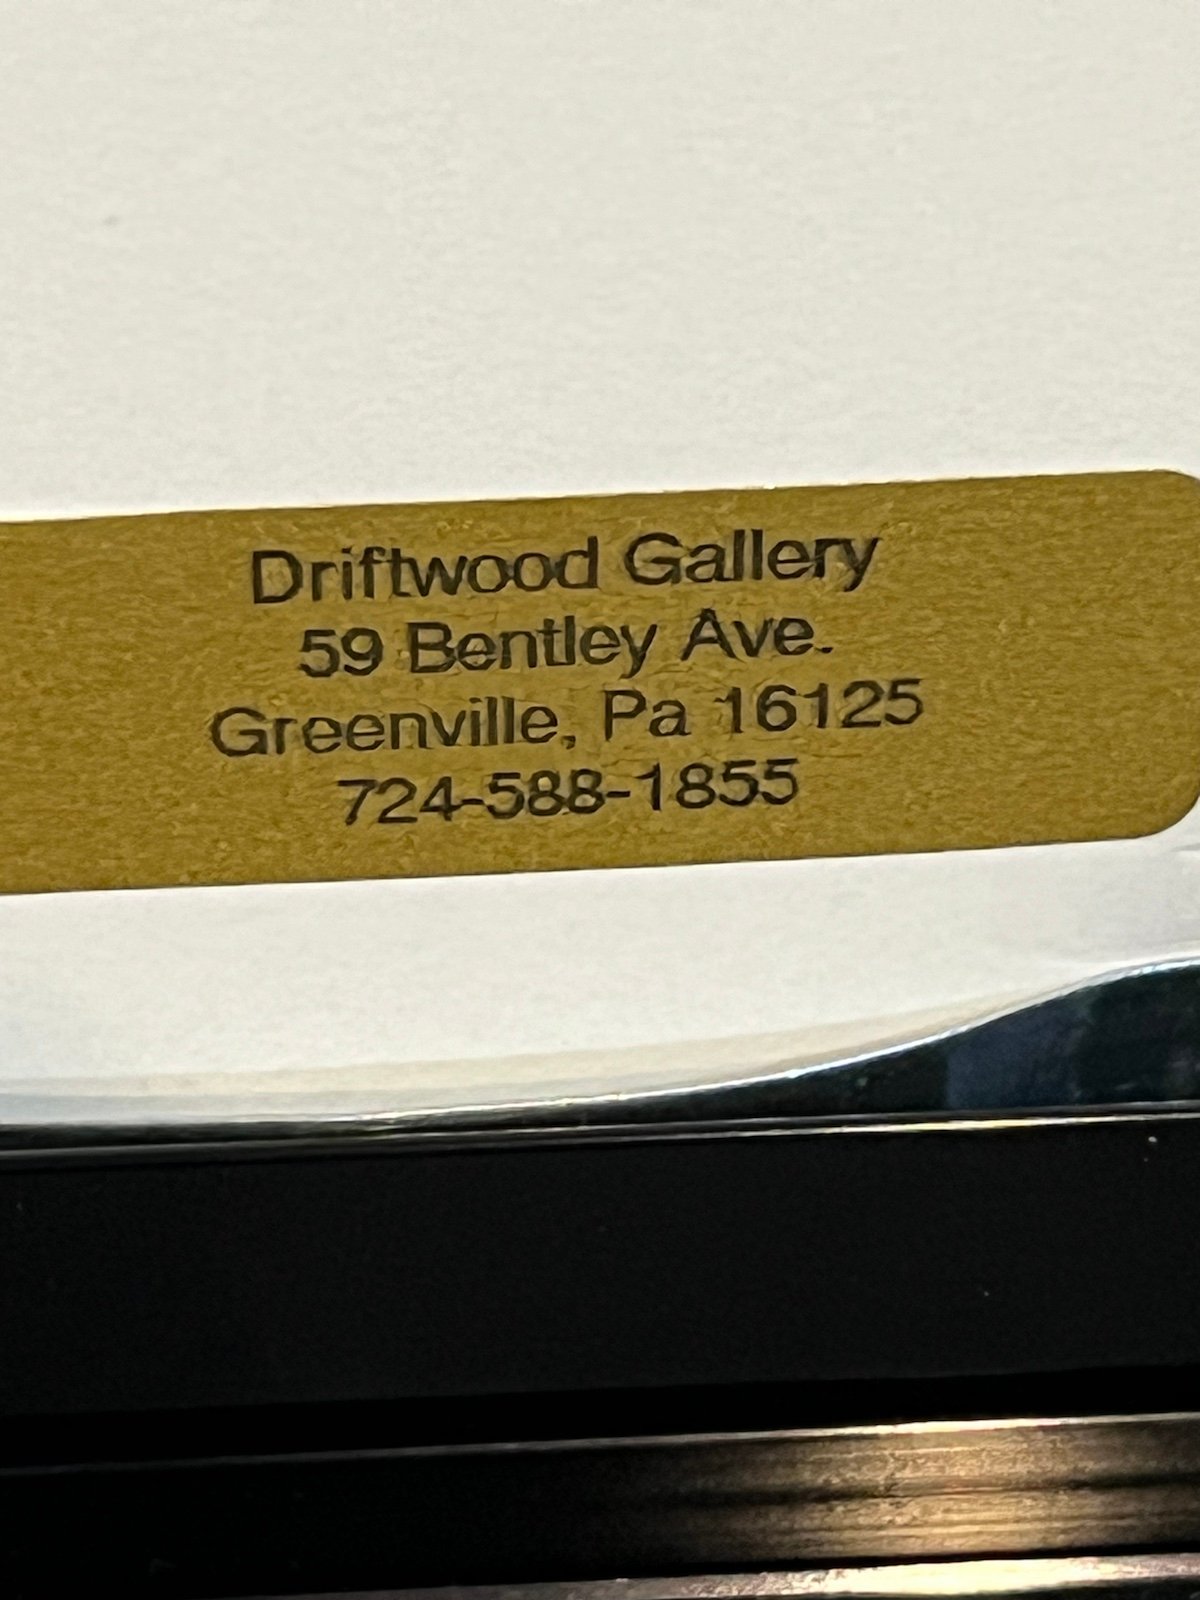 Driftwood Gallery
59 Bentley Ave.
Greenville, Pa 16125
724-588-1855